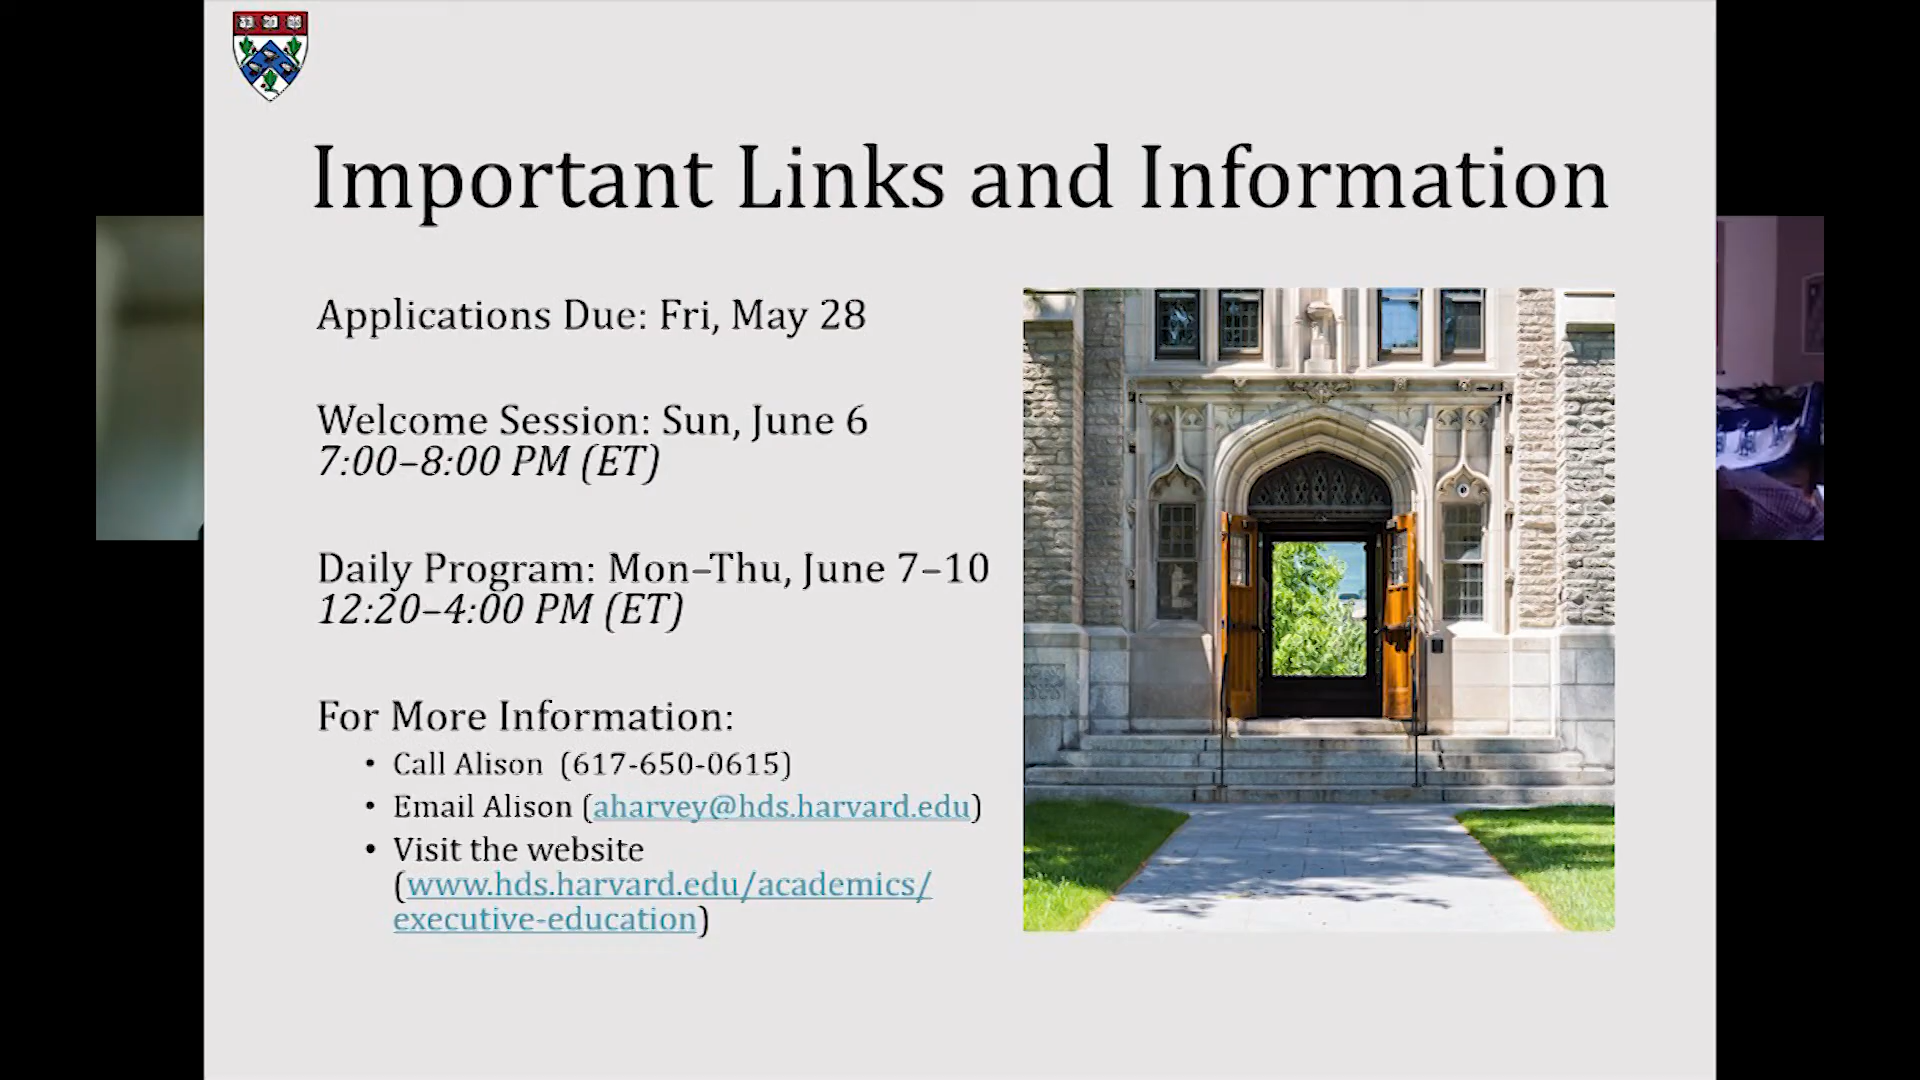 Important Links and Information
Applications Due: Fri, May 28
Welcome Session: Sun, June 6
7:00–8:00 PM (ET)
Daily Program: Mon–Thu, June 7–10
12:20–4:00 PM (ET)
For More Information:
• Call Alison (617-650-0615)
• Email Alison (aharvey@hds.harvard.edu)
• Visit the website
(www.hds.harvard.edu/academics/
executive-education)